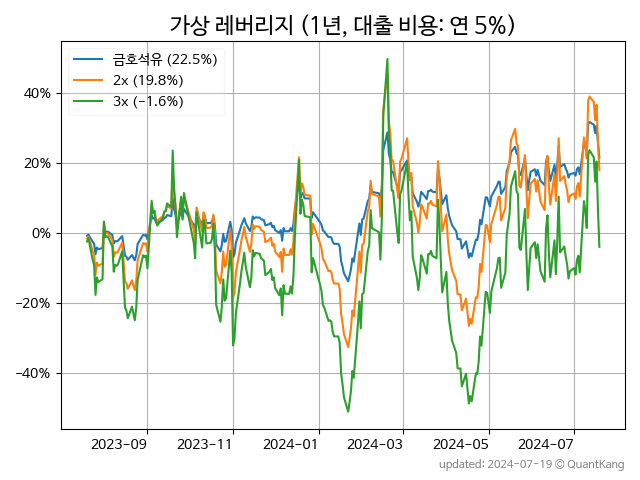 가상 레버리지 (1년, 대출 비용: 연 5%)
금호석유 (22.5%)
2x (19.8%)
3x (−1.6%)
40%
20%
0%
−20%
−40%
2023-09 2023-11 2024-01 2024-03 2024-05 2024-07
updated: 2024-07-19 © QuantKang